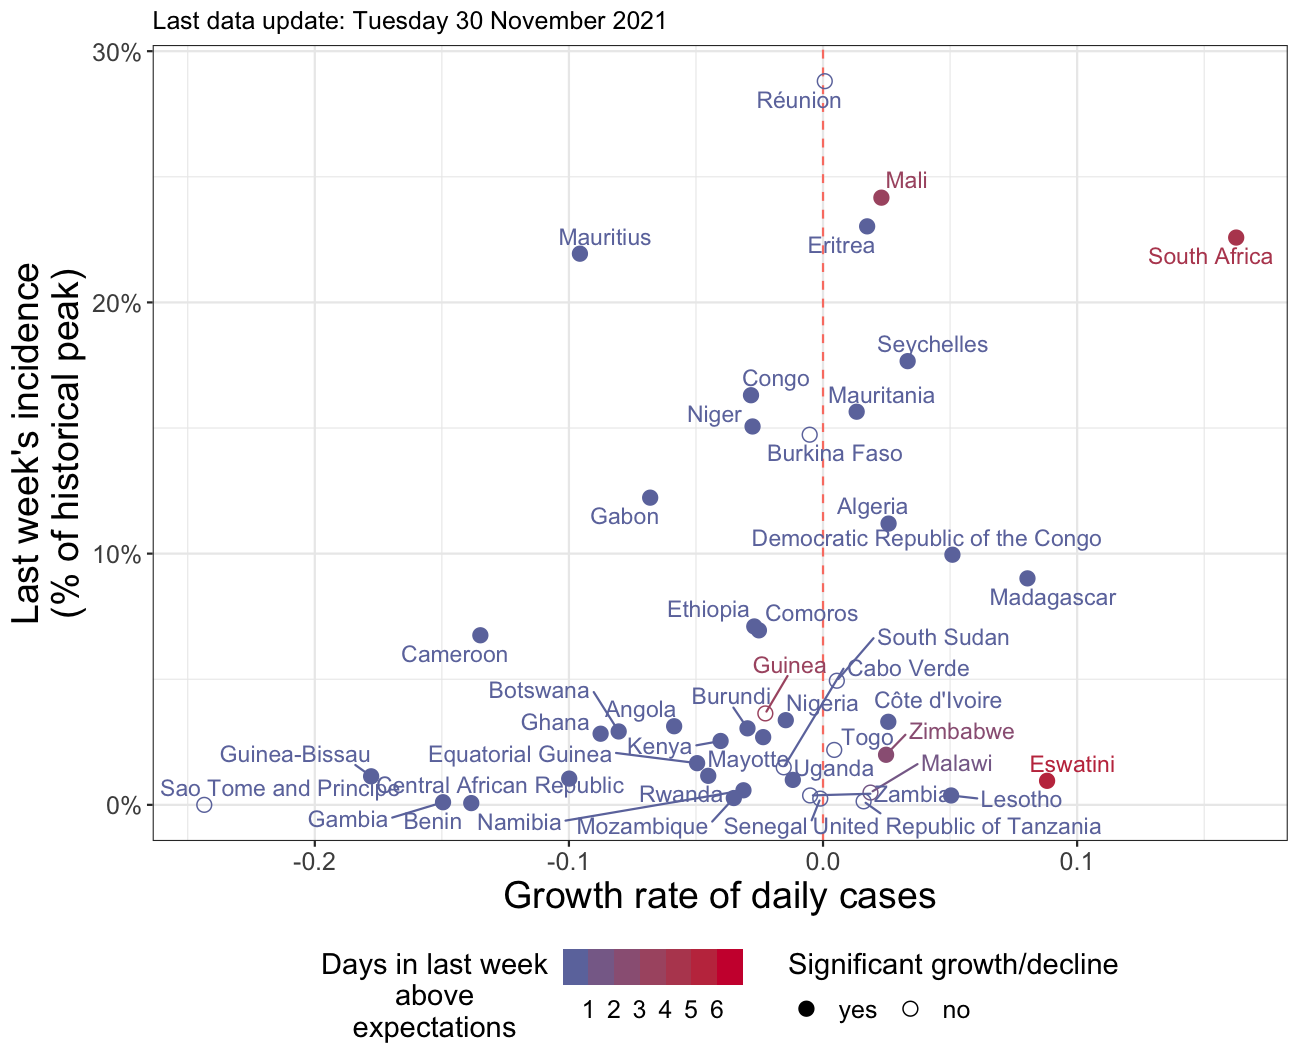 Last data update: Tuesday 30 November 2021
30%
20%
10%
0%
Last week's incidence
(% of historical peak)
Réunion
Mali
Mauritius
Eritrea
South Africa
Seychelles
Congo
Mauritania
Niger
Burkina Faso
Gabon
Algeria
Democratic Republic of the Congo
Madagascar
Ethiopia
Comoros
South Sudan
Cameroon
Guinea
Cabo Verde
Botswana
Burundi
Nigeria
Côte d'Ivoire
Angola
Ghana
Zimbabwe
Togo
Kenya
Guinea-Bissau
Equatorial Guinea
Mayotte
Malawi
Eswatini
Uganda
Sao Tome and Principe
Central African Republic
Rwanda
Zambia
Lesotho
Gambia
Benin
Namibia
Mozambique
Senegal
United Republic of Tanzania
-0.2
-0.1
0.0
0.1
Growth rate of daily cases
Days in last week
above
expectations
1 2 3 4 5 6
Significant growth/decline
yes
no